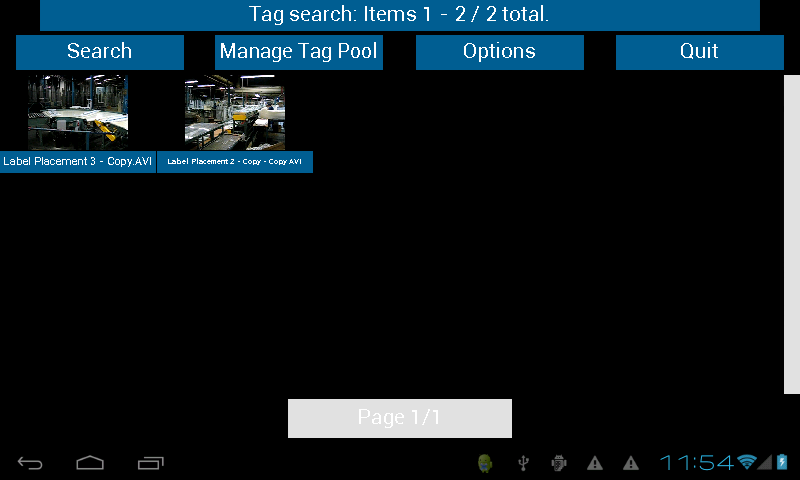 Tag search: Items 1 - 2 / 2 total.
Search
Manage Tag Pool
Options
Quit
Label Placement 3 - Copy.AVI
Label Placement 2 - Copy - Copy.AVI
Page 1/1
11:54